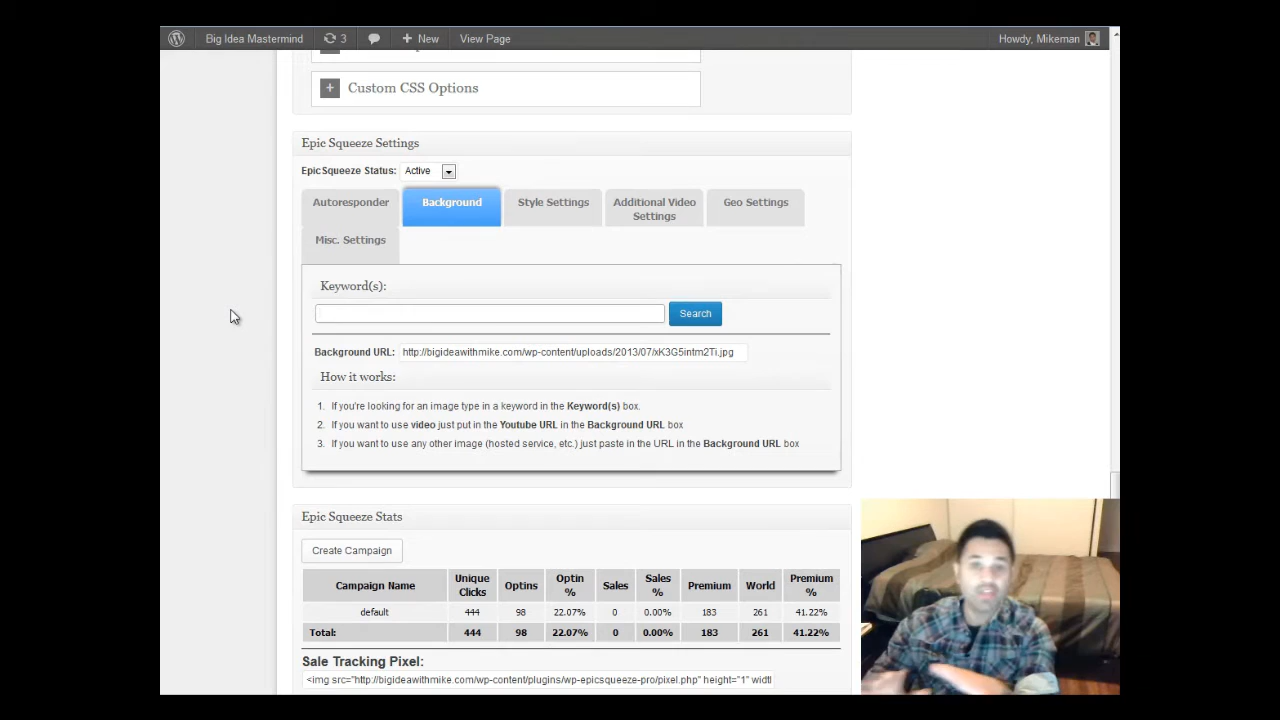 Big Idea Mastermind 3 + New View Page Howdy, Mikeman
+ Custom CSS Options
Epic Squeeze Settings
EpicSqueeze Status: Active
Autoresponder Background Style Settings Additional Video Settings Geo Settings
Misc. Settings
Keyword(s):
Search
Background URL: http://bigideawithmike.com/wp-content/uploads/2013/07/xK3G5intm2Ti.jpg
How it works:
1. If you're looking for an image type in a keyword in the Keyword(s) box.
2. If you want to use video just put in the Youtube URL in the Background URL box
3. If you want to use any other image (hosted service, etc.) just paste in the URL in the Background URL box
Epic Squeeze Stats
Create Campaign
Campaign Name Unique Clicks Optins Optin % Sales Sales % Premium World Premium %
default 444 98 22.07% 0 0.00% 183 261 41.22%
Total: 444 98 22.07% 0 0.00% 183 261 41.22%
Sale Tracking Pixel:
<img src="http://bigideawithmike.com/wp-content/plugins/wp-epicsqueeze-pro/pixel.php" height="1" widtl